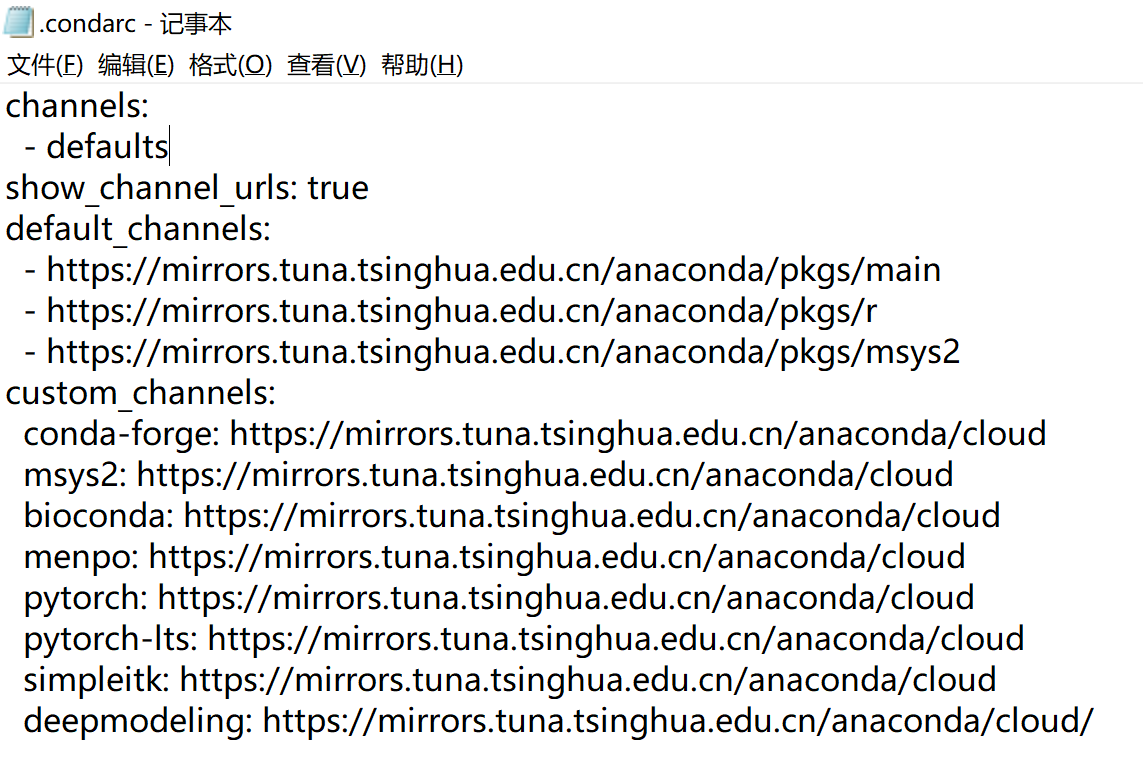 .condarc - 记事本
文件(F) 编辑(E) 格式(O) 查看(V) 帮助(H)
channels:
  - defaults
show_channel_urls: true
default_channels:
  - https://mirrors.tuna.tsinghua.edu.cn/anaconda/pkgs/main
  - https://mirrors.tuna.tsinghua.edu.cn/anaconda/pkgs/r
  - https://mirrors.tuna.tsinghua.edu.cn/anaconda/pkgs/msys2
custom_channels:
  conda-forge: https://mirrors.tuna.tsinghua.edu.cn/anaconda/cloud
  msys2: https://mirrors.tuna.tsinghua.edu.cn/anaconda/cloud
  bioconda: https://mirrors.tuna.tsinghua.edu.cn/anaconda/cloud
  menpo: https://mirrors.tuna.tsinghua.edu.cn/anaconda/cloud
  pytorch: https://mirrors.tuna.tsinghua.edu.cn/anaconda/cloud
  pytorch-lts: https://mirrors.tuna.tsinghua.edu.cn/anaconda/cloud
  simpleitk: https://mirrors.tuna.tsinghua.edu.cn/anaconda/cloud
  deepmodeling: https://mirrors.tuna.tsinghua.edu.cn/anaconda/cloud/